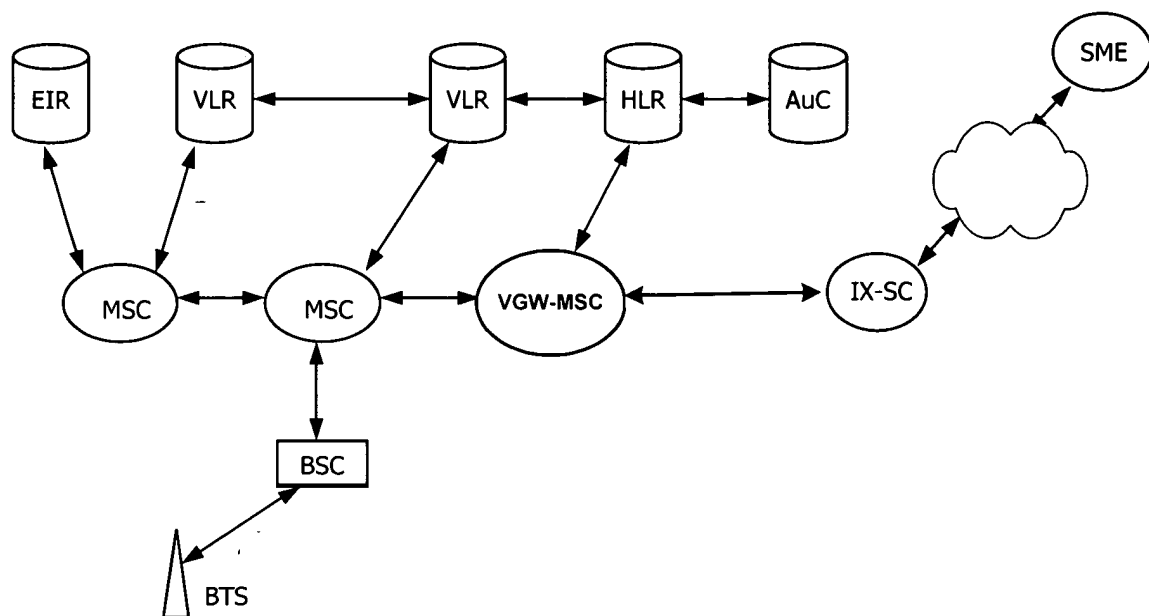 SME
EIR
VLR
VLR
HLR
AuC
MSC
MSC
VGW-MSC
IX-SC
BSC
BTS